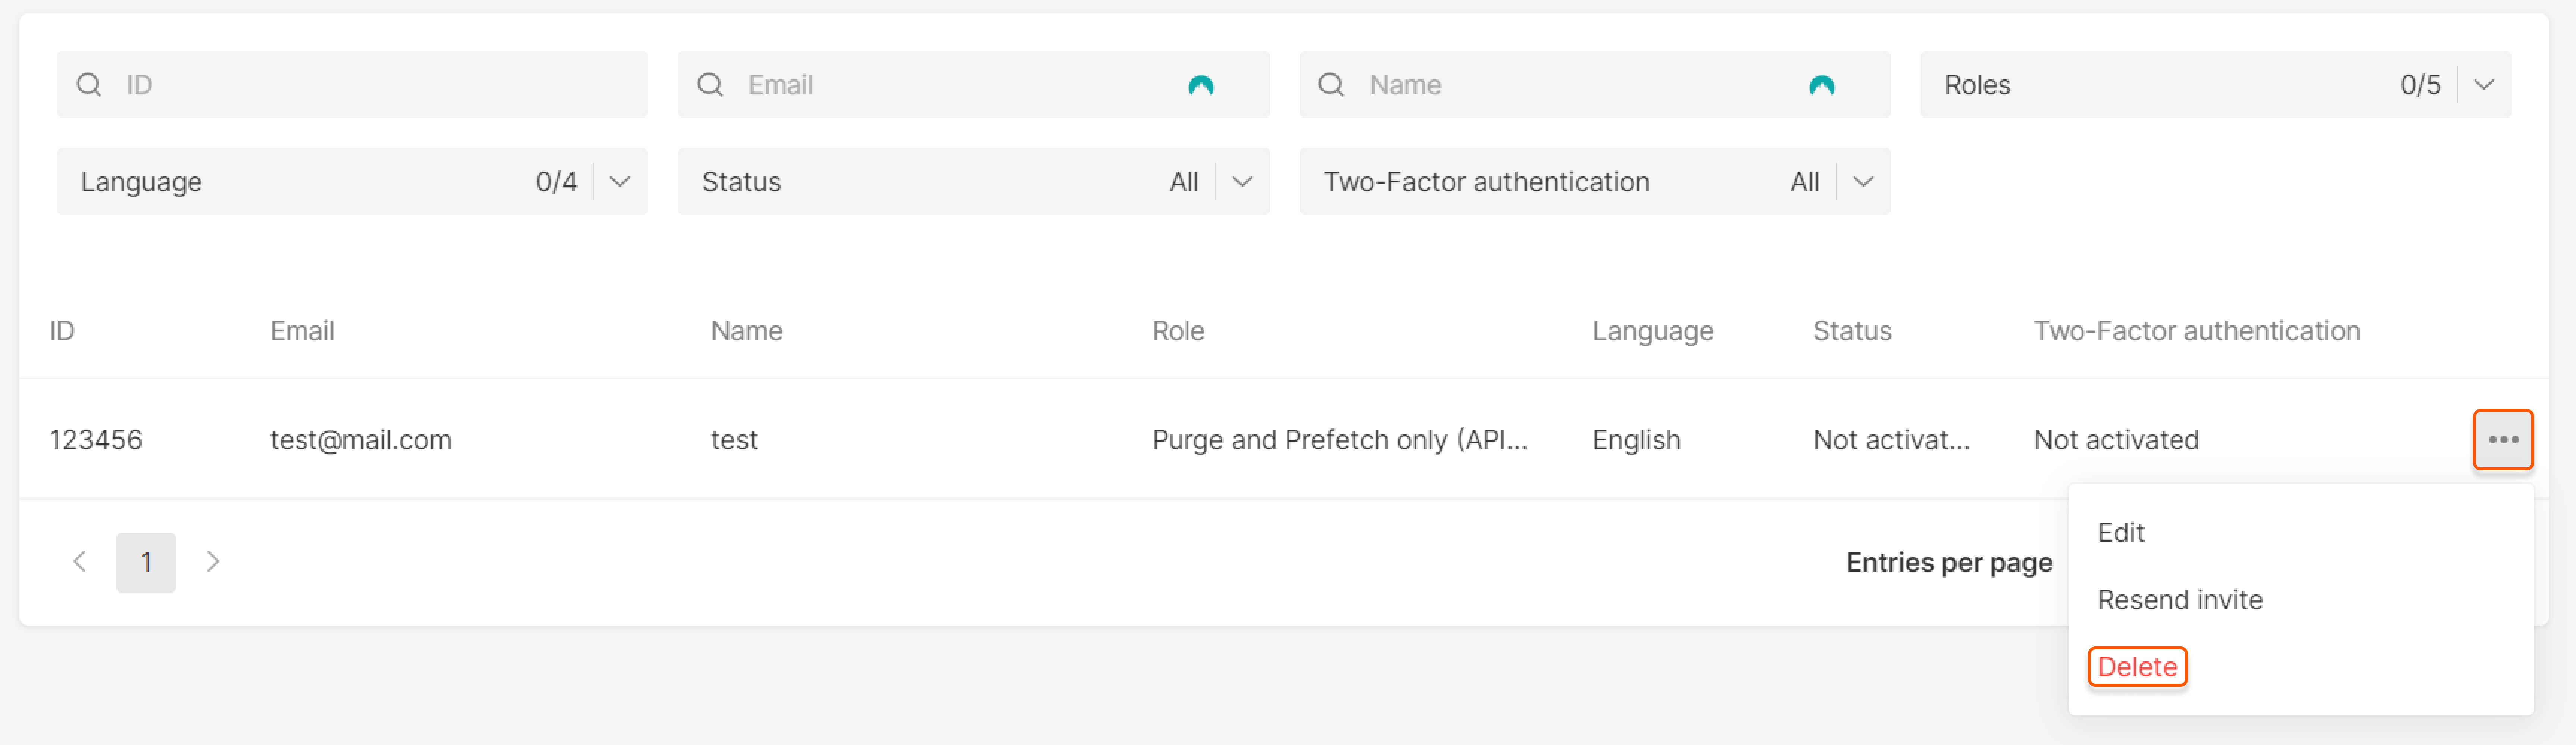 ID
Email
Name
Roles 0/5
Language 0/4
Status All
Two-Factor authentication All
ID Email Name Role Language Status Two-Factor authentication
123456 test@mail.com test Purge and Prefetch only (API... English Not activat... Not activated
1
Entries per page
Edit
Resend invite
Delete